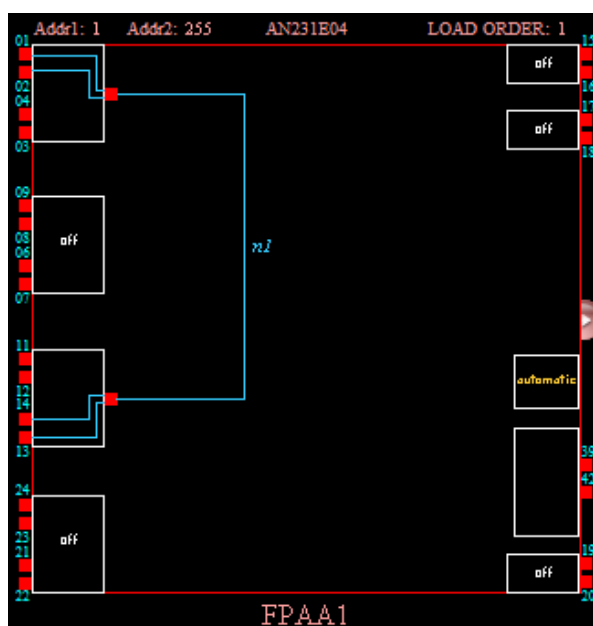 Addr1: 1 Addr2: 255 AN231E04 LOAD ORDER: 1
01 15
off
02 16
04 17
off
03 18
09
08 off
06
n1
07
11
automatic
12
14
13 39
42
24
23 off
21 19
off
22 20
FPAA1